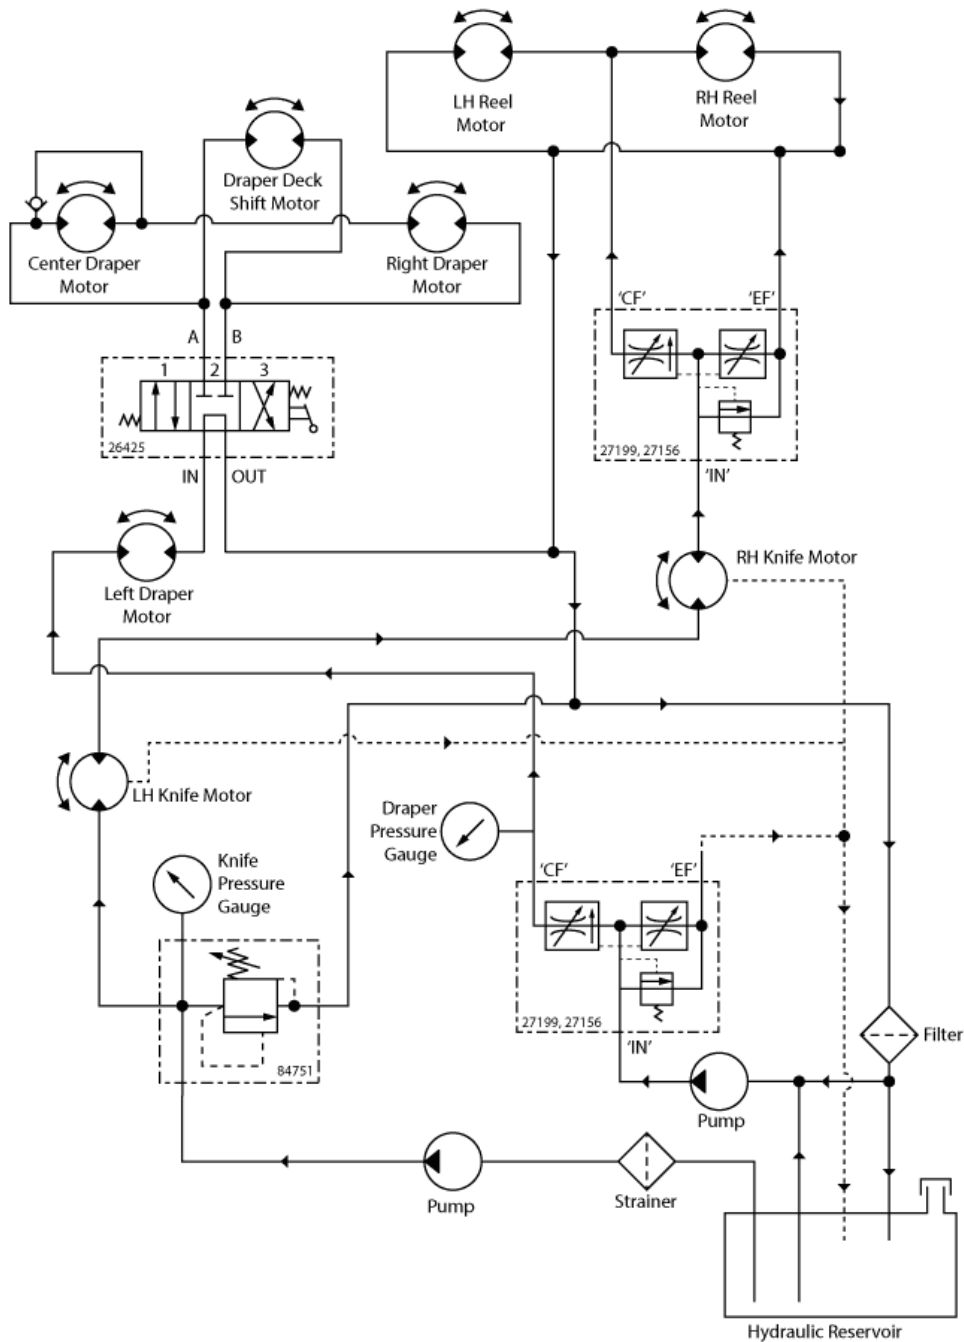 LH Reel
Motor
RH Reel
Motor
Draper Deck
Shift Motor
Center Draper
Motor
Right Draper
Motor
'CF'
'EF'
A
B
1
2
3
26425
IN
OUT
27199, 27156
'IN'
Left Draper
Motor
RH Knife Motor
LH Knife Motor
Draper
Pressure
Gauge
Knife
Pressure
Gauge
'CF'
'EF'
27199, 27156
'IN'
84751
Filter
Pump
Pump
Strainer
Hydraulic Reservoir